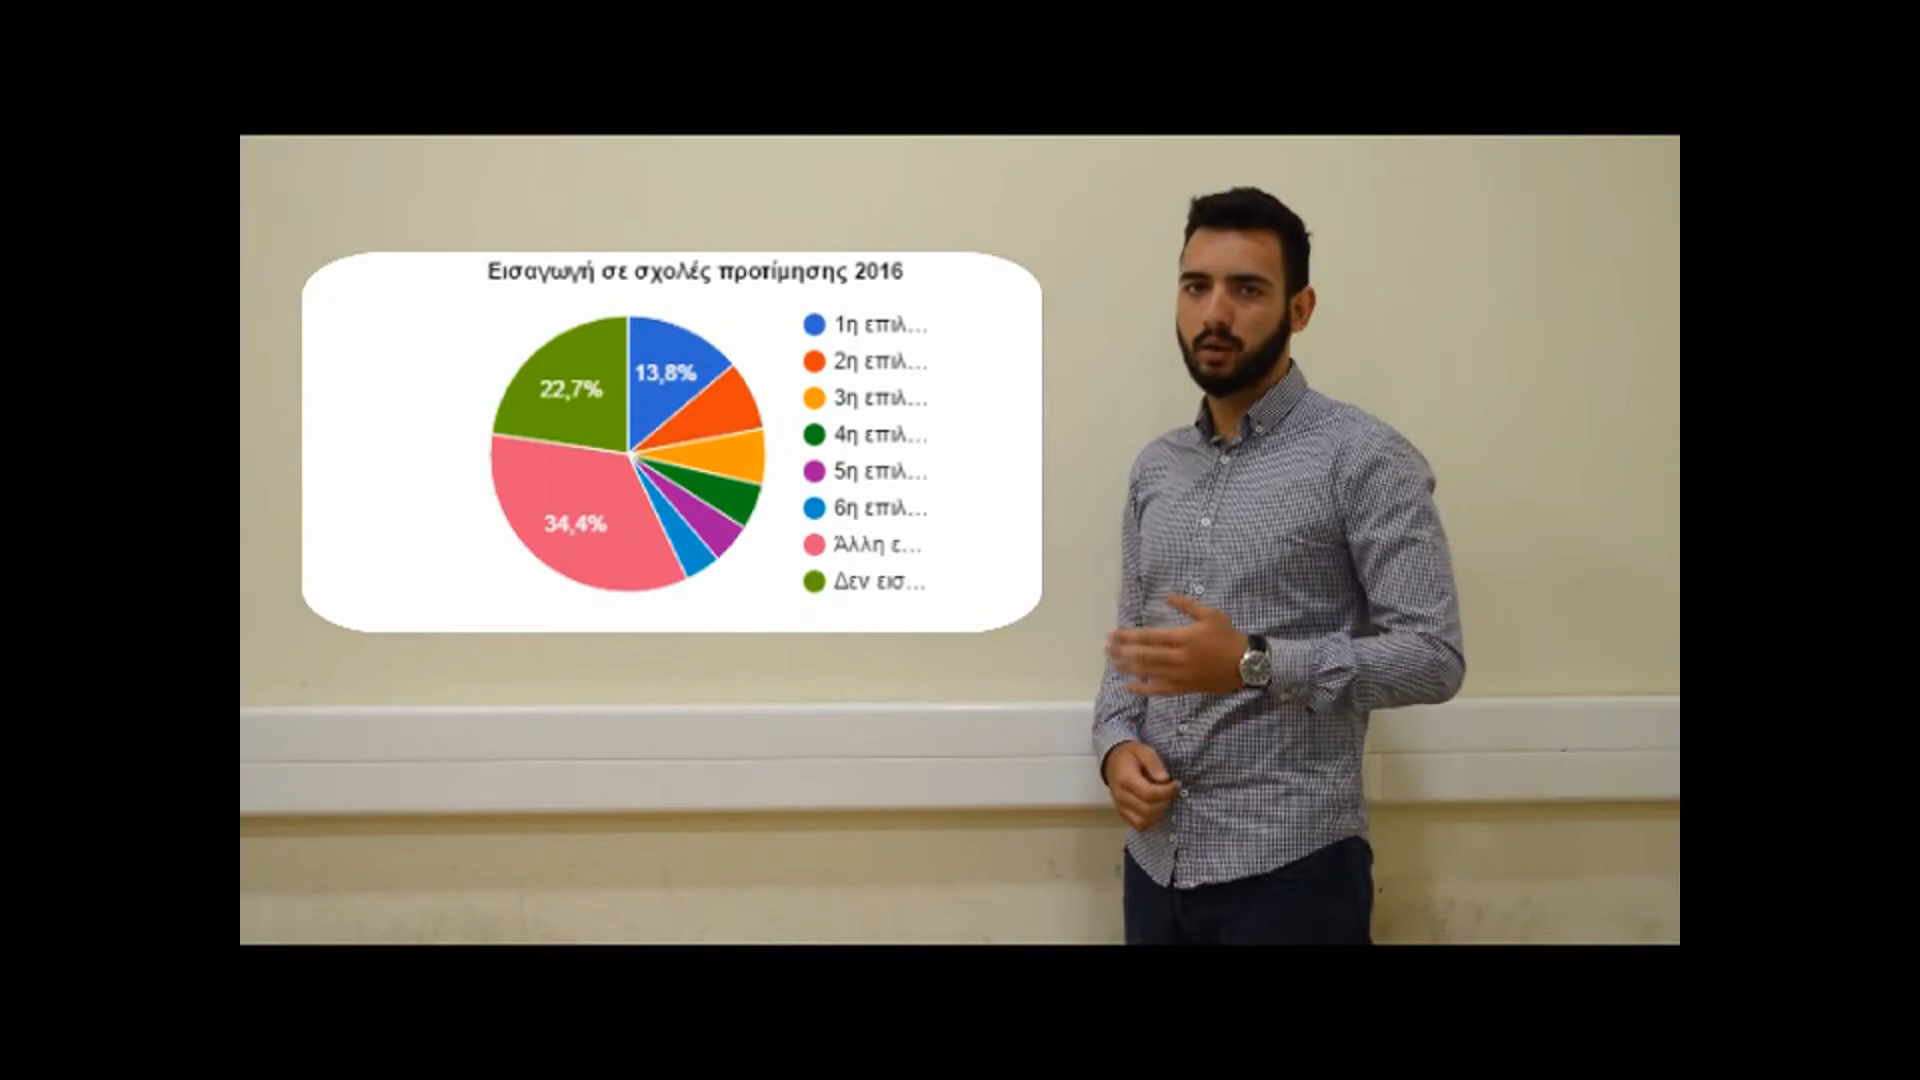 Εισαγωγή σε σχολές προτίμησης 2016
22,7%
13,8%
34,4%
1η επιλ...
2η επιλ...
3η επιλ...
4η επιλ...
5η επιλ...
6η επιλ...
Άλλη ε...
Δεν εισ...